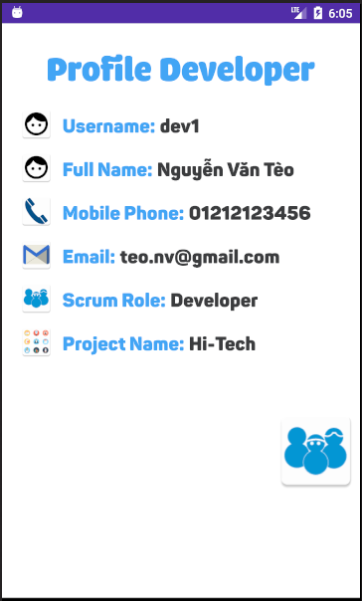 LTE 6:05
Profile Developer
Username: dev1
Full Name: Nguyễn Văn Tèo
Mobile Phone: 01212123456
Email: teo.nv@gmail.com
Scrum Role: Developer
Project Name: Hi-Tech